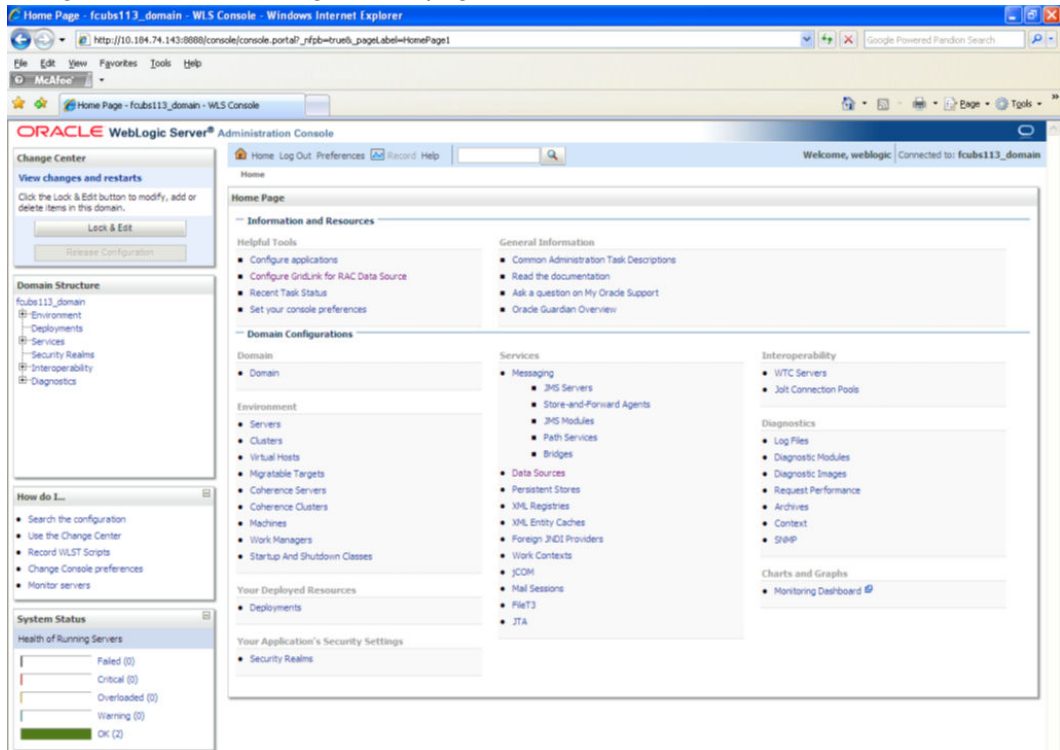 Home Page - fcubs113_domain - WLS Console - Windows Internet Explorer
http://10.184.74.143:8888/console/console.portal?_nfpb=true&_pageLabel=HomePage1
Google Powered Pandion Search
File Edit View Favorites Tools Help
McAfee
Home Page - fcubs113_domain - WLS Console
Page Tools
ORACLE WebLogic Server® Administration Console
Change Center
View changes and restarts
Click the Lock & Edit button to modify, add or
delete items in this domain.
Lock & Edit
Release Configuration
Domain Structure
fcubs113_domain
Environment
Deployments
Services
Security Realms
Interoperability
Diagnostics
How do I...
Search the configuration
Use the Change Center
Record WLST Scripts
Change Console preferences
Monitor servers
System Status
Health of Running Servers
Failed (0)
Critical (0)
Overloaded (0)
Warning (0)
OK (2)
Home Log Out Preferences Record Help
Welcome, weblogic Connected to: fcubs113_domain
Home
Home Page
Information and Resources
Helpful Tools
Configure applications
Configure GridLink for RAC Data Source
Recent Task Status
Set your console preferences
General Information
Common Administration Task Descriptions
Read the documentation
Ask a question on My Oracle Support
Oracle Guardian Overview
Domain Configurations
Domain
Domain
Environment
Servers
Clusters
Virtual Hosts
Migratable Targets
Coherence Servers
Coherence Clusters
Machines
Work Managers
Startup And Shutdown Classes
Your Deployed Resources
Deployments
Your Application's Security Settings
Security Realms
Services
Messaging
JMS Servers
Store-and-Forward Agents
JMS Modules
Path Services
Bridges
Data Sources
Persistent Stores
XML Registries
XML Entity Caches
Foreign JNDI Providers
Work Contexts
jCOM
Mail Sessions
FileT3
JTA
Interoperability
WTC Servers
Jolt Connection Pools
Diagnostics
Log Files
Diagnostic Modules
Diagnostic Images
Request Performance
Archives
Context
SNMP
Charts and Graphs
Monitoring Dashboard